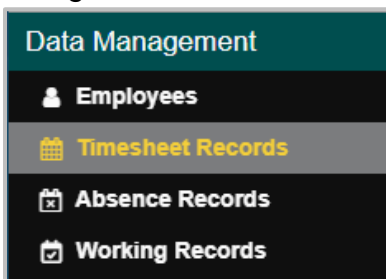 Data Management
Employees
Timesheet Records
Absence Records
Working Records